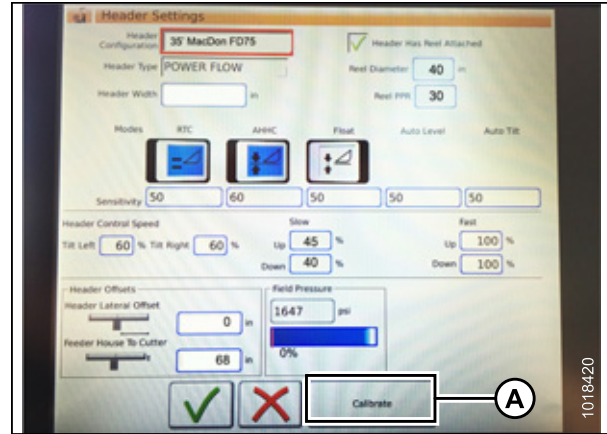 Header Settings
Header Configuration 35' MacDon FD75
Header Has Reel Attached
Header Type POWER FLOW
Reel Diameter 40 in
Header Width in
Reel PPR 30
Modes RTC AHHC Float Auto Level Auto Tilt
Sensitivity 50 60 50 50 50
Header Control Speed Slow Fast
Tilt Left 60 % Tilt Right 60 % Up 45 % Up 100 %
Down 40 % Down 100 %
Header Offsets Field Pressure
Header Lateral Offset 1647 psi
0 in
Feeder House To Cutter 0%
68 in
Calibrate A
1018420